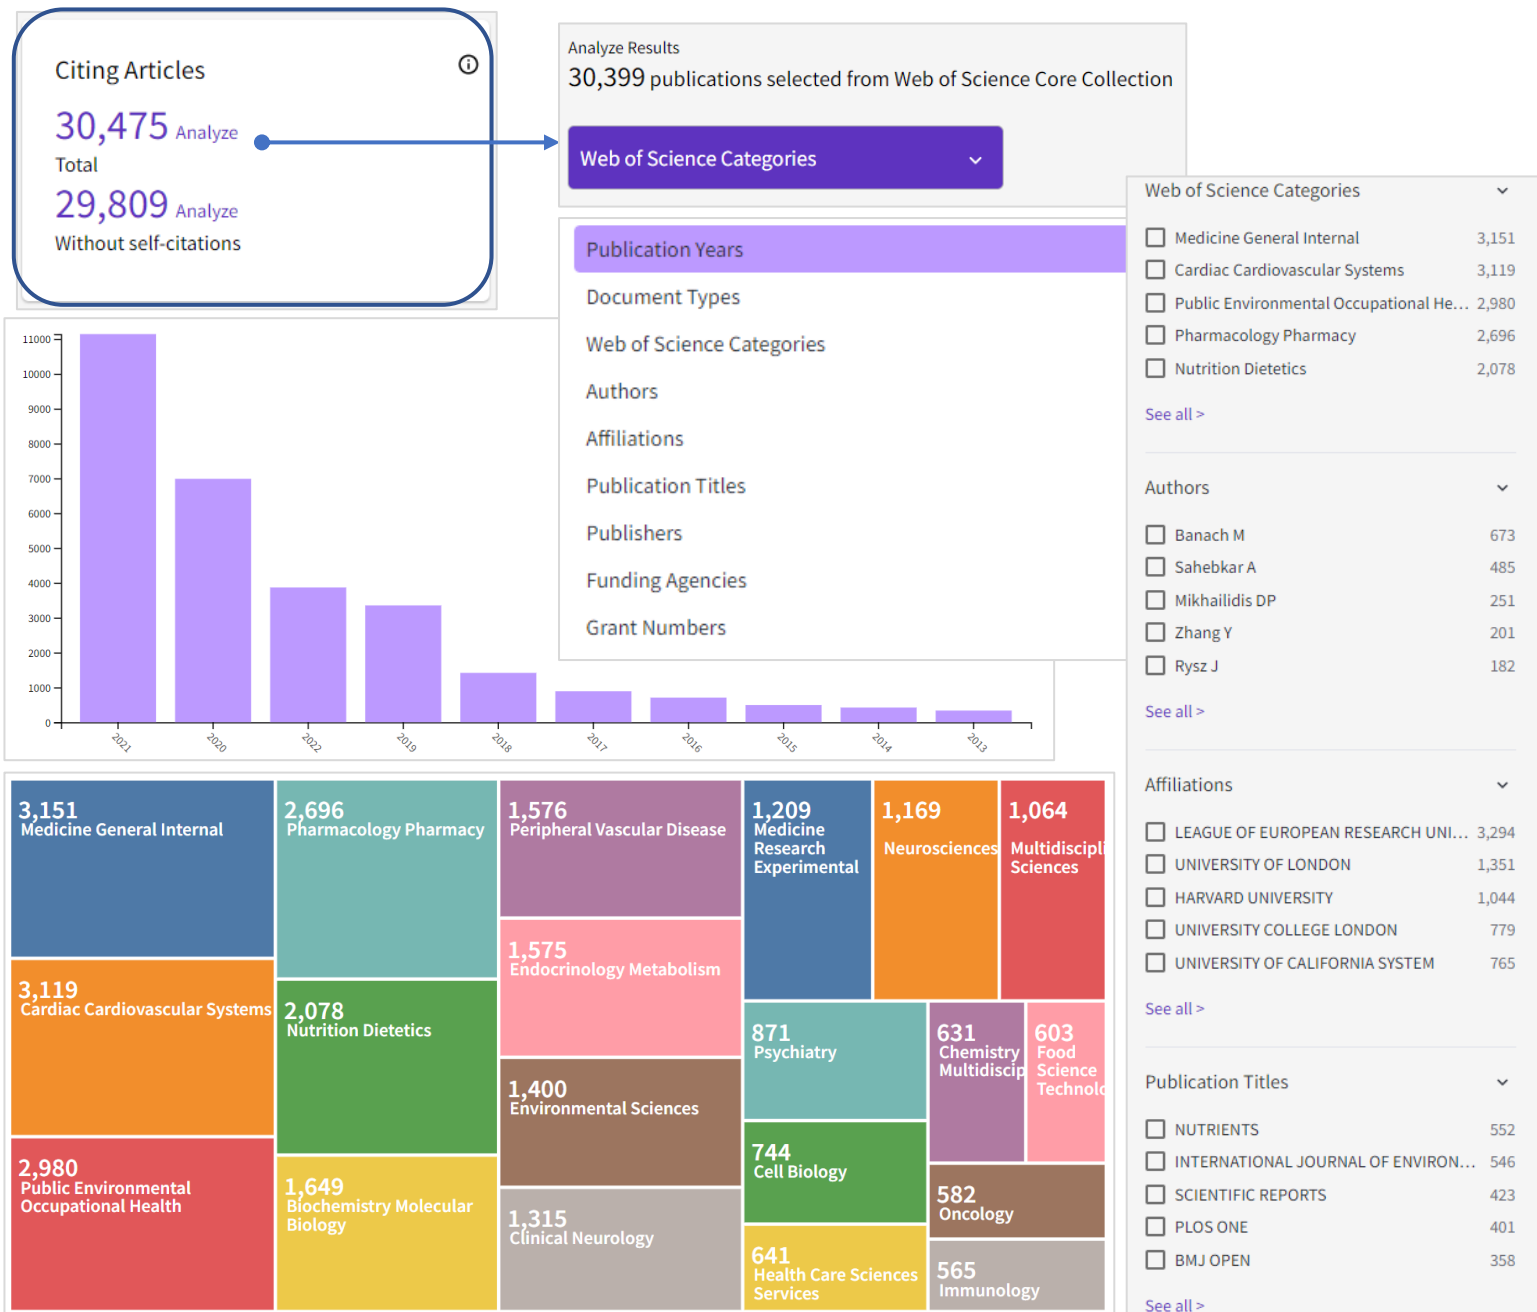 Citing Articles
30,475 Analyze
Total
29,809 Analyze
Without self-citations
Analyze Results
30,399 publications selected from Web of Science Core Collection
Web of Science Categories
Publication Years
Document Types
Web of Science Categories
Authors
Affiliations
Publication Titles
Publishers
Funding Agencies
Grant Numbers
Web of Science Categories
Medicine General Internal 3,151
Cardiac Cardiovascular Systems 3,119
Public Environmental Occupational He... 2,980
Pharmacology Pharmacy 2,696
Nutrition Dietetics 2,078
See all >
Authors
Banach M 673
Sahebkar A 485
Mikhailidis DP 251
Zhang Y 201
Rysz J 182
See all >
Affiliations
LEAGUE OF EUROPEAN RESEARCH UNI... 3,294
UNIVERSITY OF LONDON 1,351
HARVARD UNIVERSITY 1,044
UNIVERSITY COLLEGE LONDON 779
UNIVERSITY OF CALIFORNIA SYSTEM 765
See all >
Publication Titles
NUTRIENTS 552
INTERNATIONAL JOURNAL OF ENVIRON... 546
SCIENTIFIC REPORTS 423
PLOS ONE 401
BMJ OPEN 358
See all >
11000
10000
9000
8000
7000
6000
5000
4000
3000
2000
1000
0
2021 2020 2022 2019 2018 2017 2016 2015 2014 2013
3,151
Medicine General Internal
3,119
Cardiac Cardiovascular Systems
2,980
Public Environmental
Occupational Health
2,696
Pharmacology Pharmacy
2,078
Nutrition Dietetics
1,649
Biochemistry Molecular
Biology
1,576
Peripheral Vascular Disease
1,575
Endocrinology Metabolism
1,400
Environmental Sciences
1,315
Clinical Neurology
1,209
Medicine
Research
Experimental
1,169
Neurosciences
1,064
Multidiscipli
Sciences
871
Psychiatry
744
Cell Biology
641
Health Care Sciences
Services
631
Chemistry
Multidiscip
603
Food
Science
Technolo
582
Oncology
565
Immunology